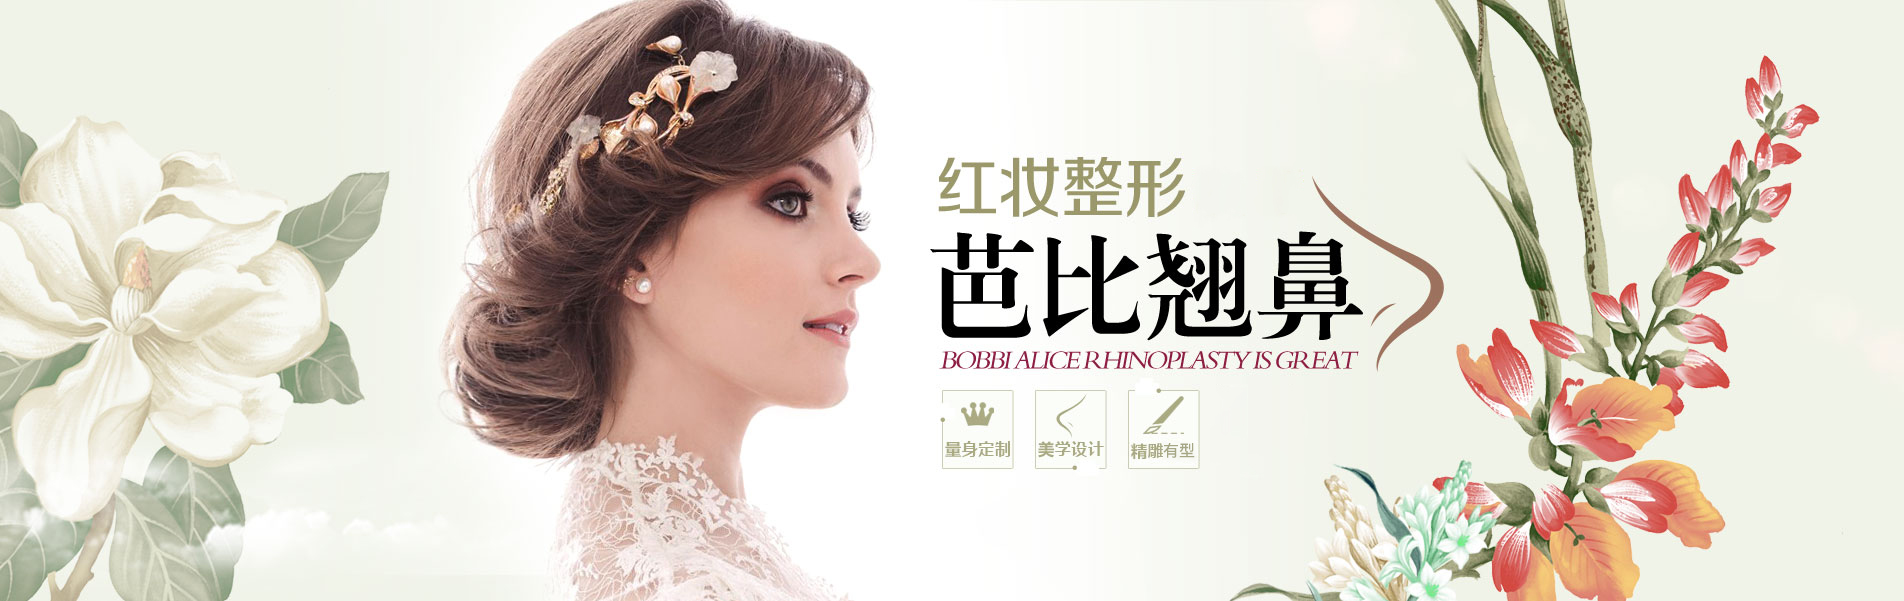 红妆整形
芭比翘鼻
BOBBI ALICE RHINOPLASTY IS GREAT
量身定制
美学设计
精雕有型